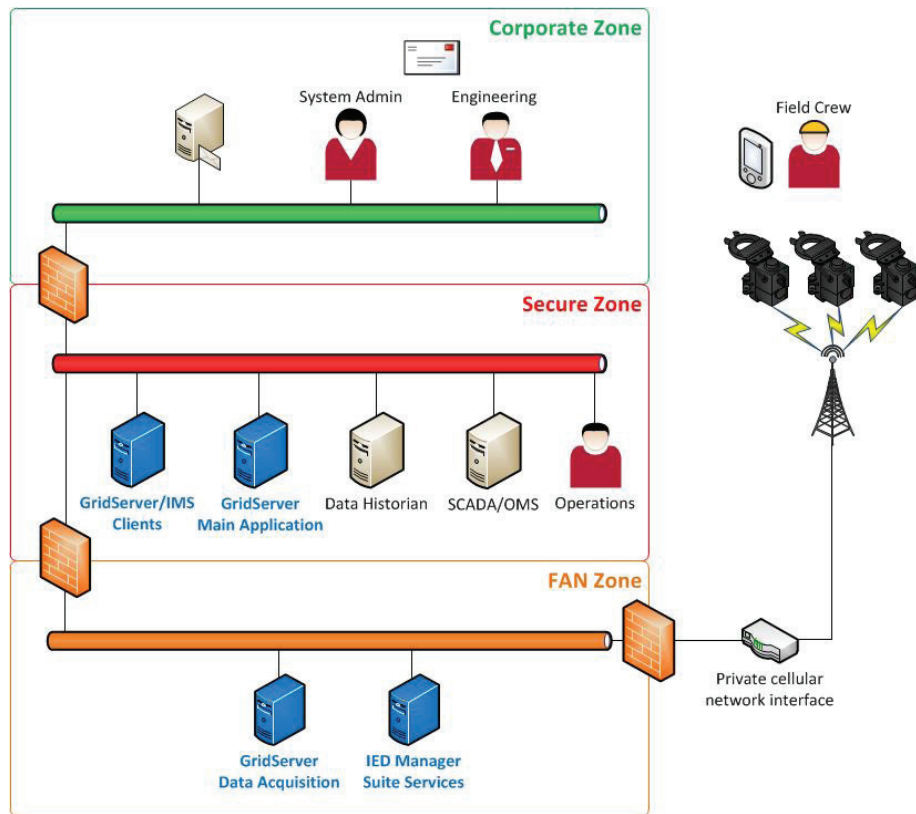 Corporate Zone
System Admin
Engineering
Field Crew
Secure Zone
GridServer/IMS
Clients
GridServer
Main Application
Data Historian
SCADA/OMS
Operations
FAN Zone
Private cellular
network interface
GridServer
Data Acquisition
IED Manager
Suite Services